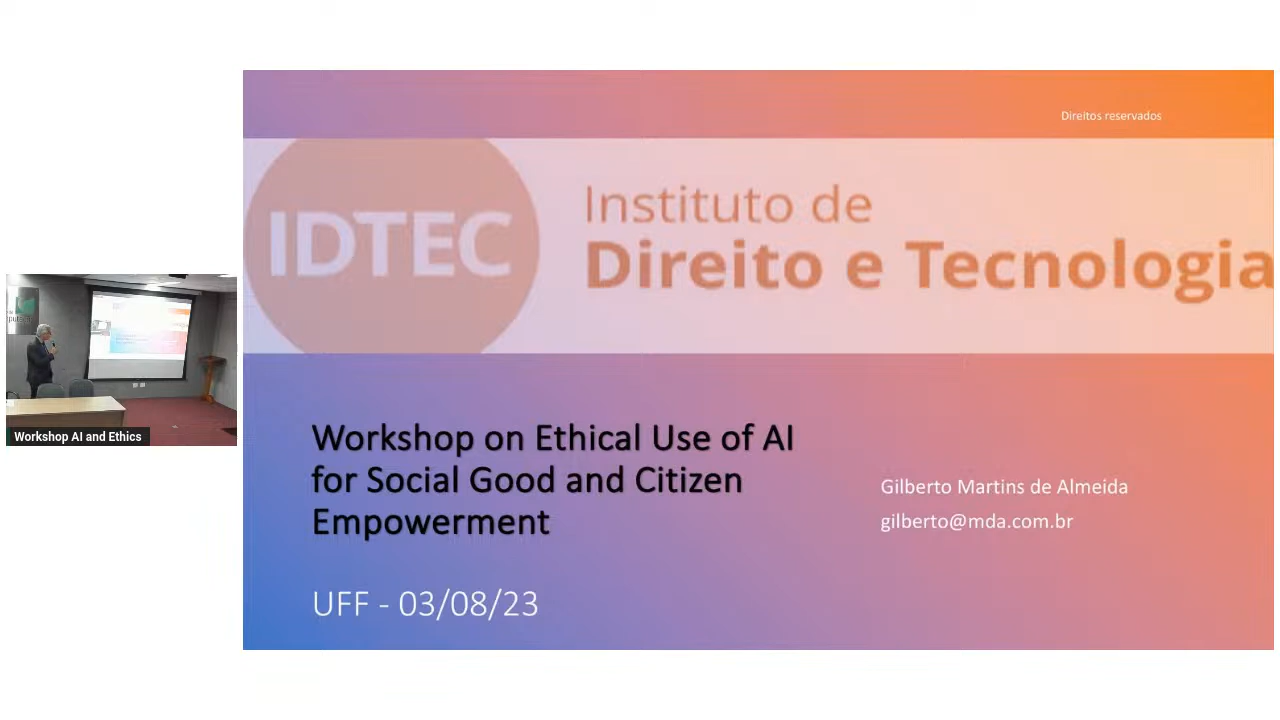 Direitos reservados
IDTEC
Instituto de
Direito e Tecnologia
Workshop on Ethical Use of AI
for Social Good and Citizen
Empowerment
Gilberto Martins de Almeida
gilberto@mda.com.br
UFF - 03/08/23
Workshop AI and Ethics